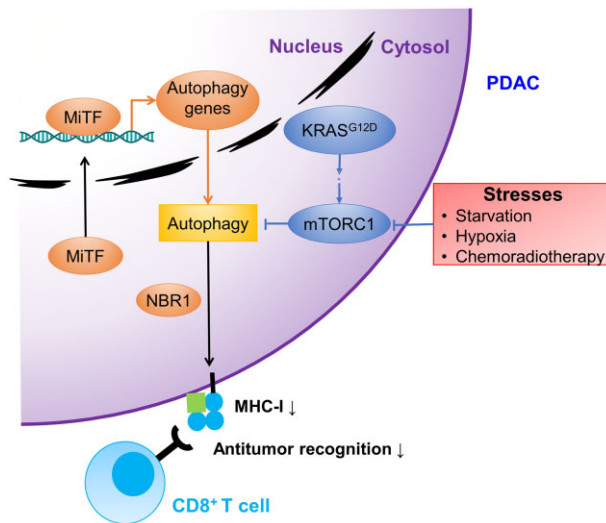 Nucleus
Cytosol
PDAC
Autophagy
genes
MiTF
KRASG12D
Stresses
• Starvation
• Hypoxia
• Chemoradiotherapy
Autophagy
mTORC1
MiTF
NBR1
MHC-I ↓
Antitumor recognition ↓
CD8+ T cell